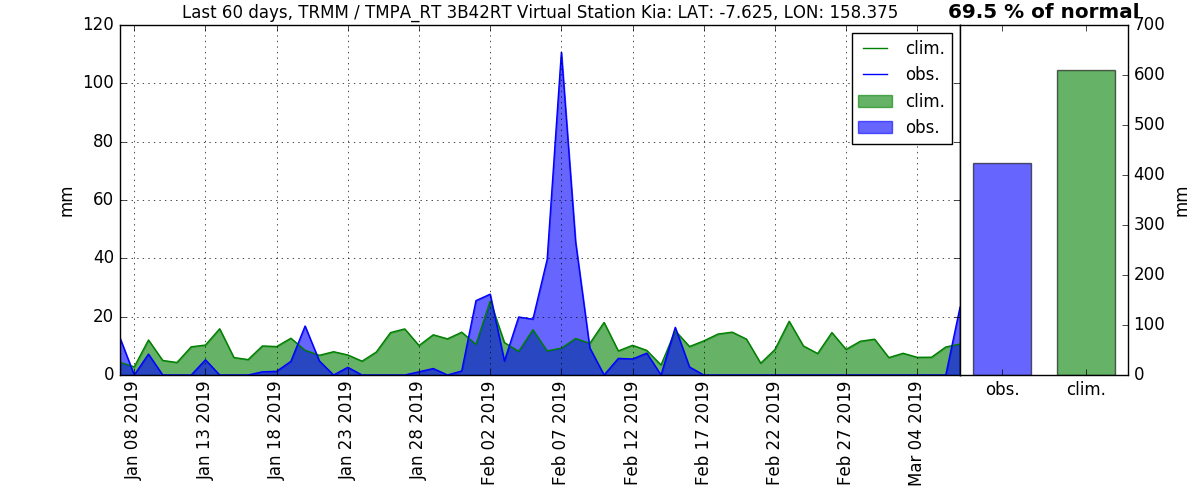 Last 60 days, TRMM / TMPA_RT 3B42RT Virtual Station Kia: LAT: -7.625, LON: 158.375
69.5 % of normal
120
100
80
60
40
20
0
mm
clim.
obs.
clim.
obs.
700
600
500
400
300
200
100
0
mm
obs.
clim.
Jan 08 2019
Jan 13 2019
Jan 18 2019
Jan 23 2019
Jan 28 2019
Feb 02 2019
Feb 07 2019
Feb 12 2019
Feb 17 2019
Feb 22 2019
Feb 27 2019
Mar 04 2019